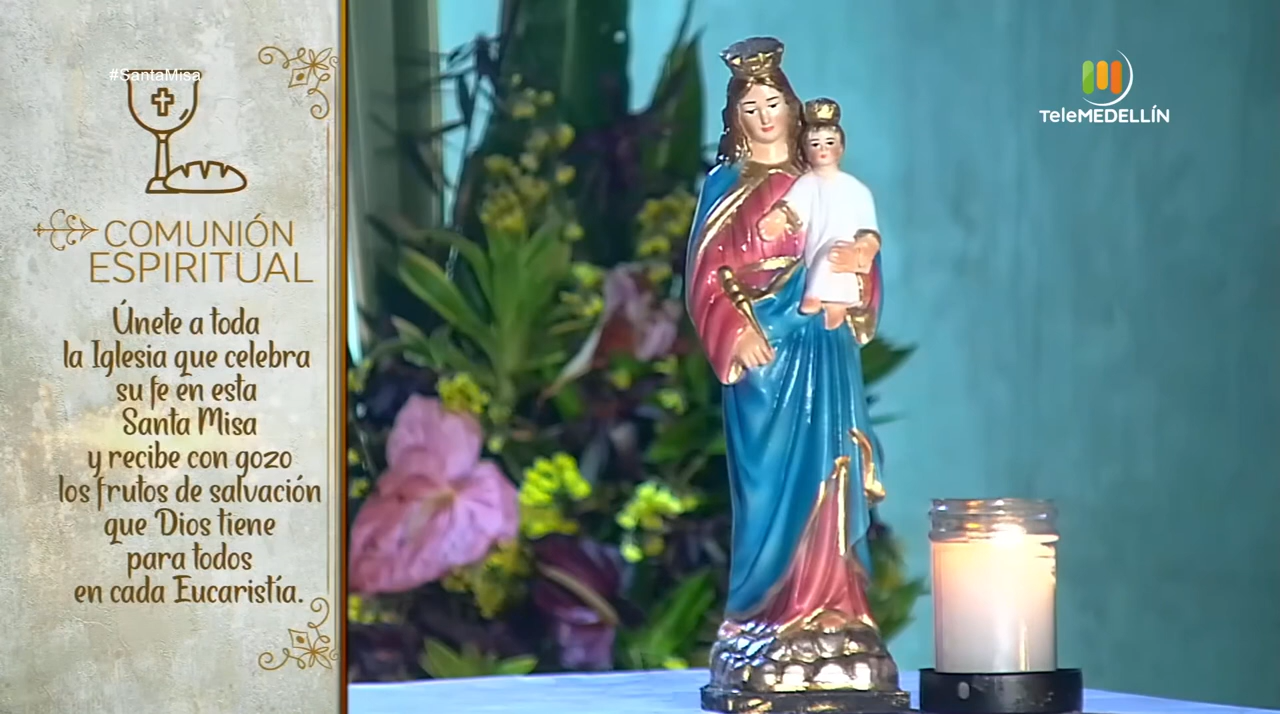 #SantaMisa
COMUNIÓN
ESPIRITUAL
Únete a toda
la Iglesia que celebra
su fe en esta
Santa Misa
y recibe con gozo
los frutos de salvación
que Dios tiene
para todos
en cada Eucaristía.
TeleMEDELLÍN